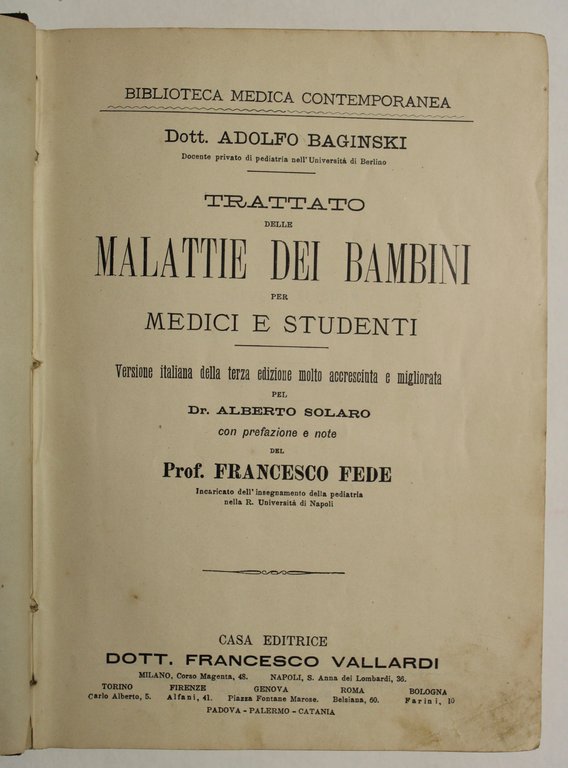 BIBLIOTECA MEDICA CONTEMPORANEA
Dott. ADOLFO BAGINSKI
Docente privato di pediatria nell'Università di Berlino
TRATTATO
DELLE
MALATTIE DEI BAMBINI
PER
MEDICI E STUDENTI
Versione italiana della terza edizione molto accresciuta e migliorata
PEL
Dr. ALBERTO SOLARO
con prefazione e note
DEL
Prof. FRANCESCO FEDE
Incaricato dell'insegnamento della pediatria
nella R. Università di Napoli
CASA EDITRICE
DOTT. FRANCESCO VALLARDI
MILANO, Corso Magenta, 48. NAPOLI, S. Anna dei Lombardi, 36.
TORINO FIRENZE GENOVA ROMA BOLOGNA
Carlo Alberto, 5. Alfani, 41. Piazza Fontane Marose. Belsiana, 60. Farini, 10
PADOVA - PALERMO - CATANIA